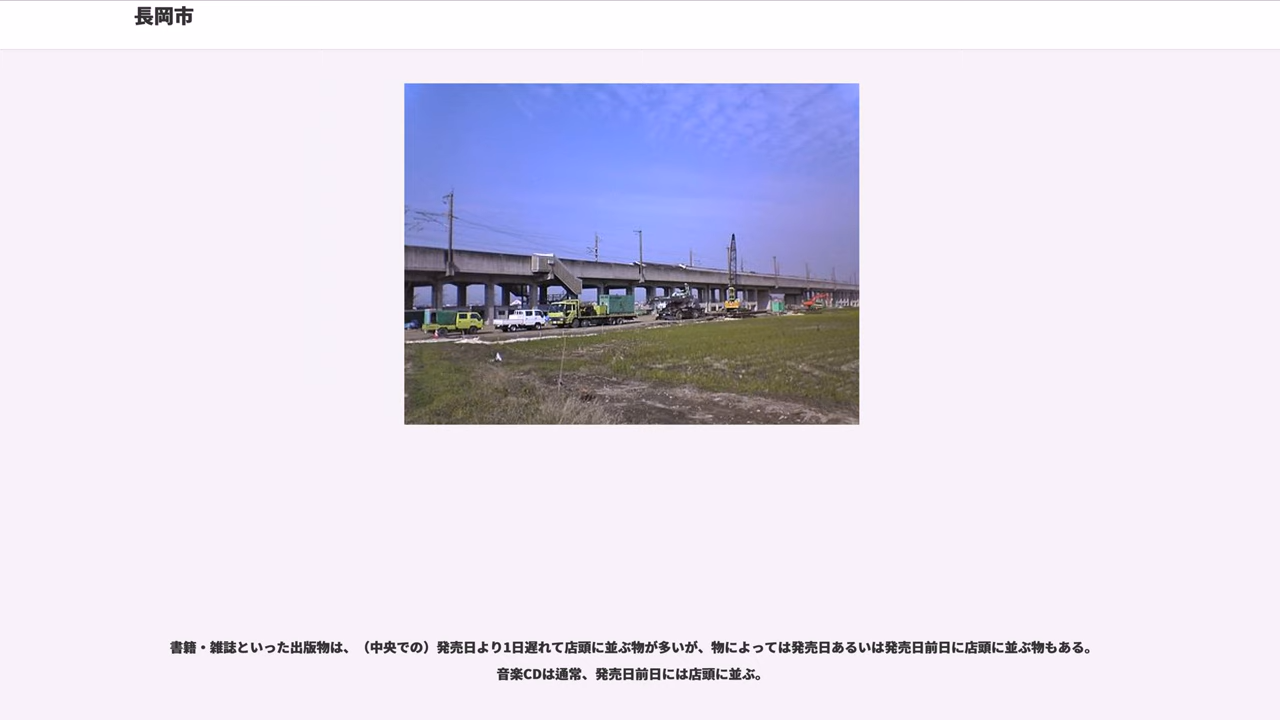 長岡市
書籍・雑誌といった出版物は、（中央での）発売日より1日遅れて店頭に並ぶ物が多いが、物によっては発売日あるいは発売日前日に店頭に並ぶ物もある。
音楽CDは通常、発売日前日には店頭に並ぶ。